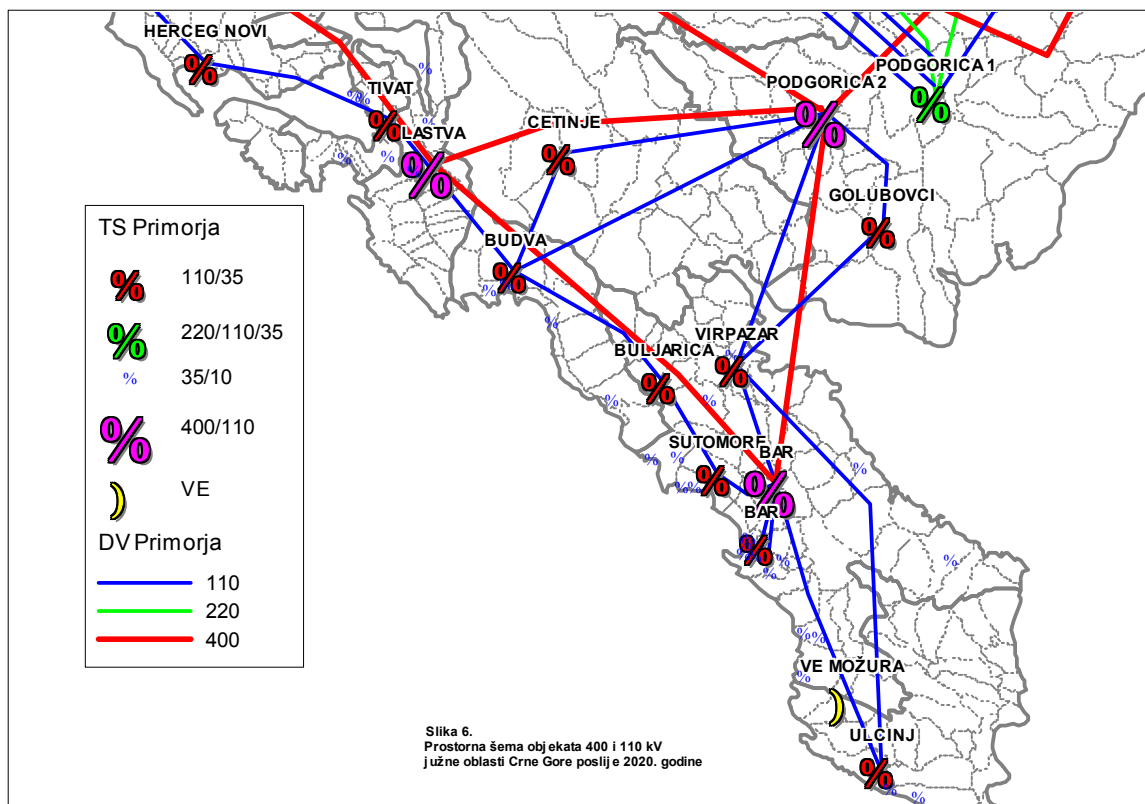 HERCEG NOVI
TIVAT
LASTVA
CETINJE
PODGORICA 2
PODGORICA 1
GOLUBOVCI
BUDVA
VIRPAZAR
BULJARICA
SUTOMORE
BAR
BAR
VE MOŽURA
ULCINJ
TS Primorja
110/35
220/110/35
35/10
400/110
VE
DV Primorja
110
220
400
Slika 6.
Prostorna šema objekata 400 i 110 kV
južne oblasti Crne Gore poslije 2020. godine